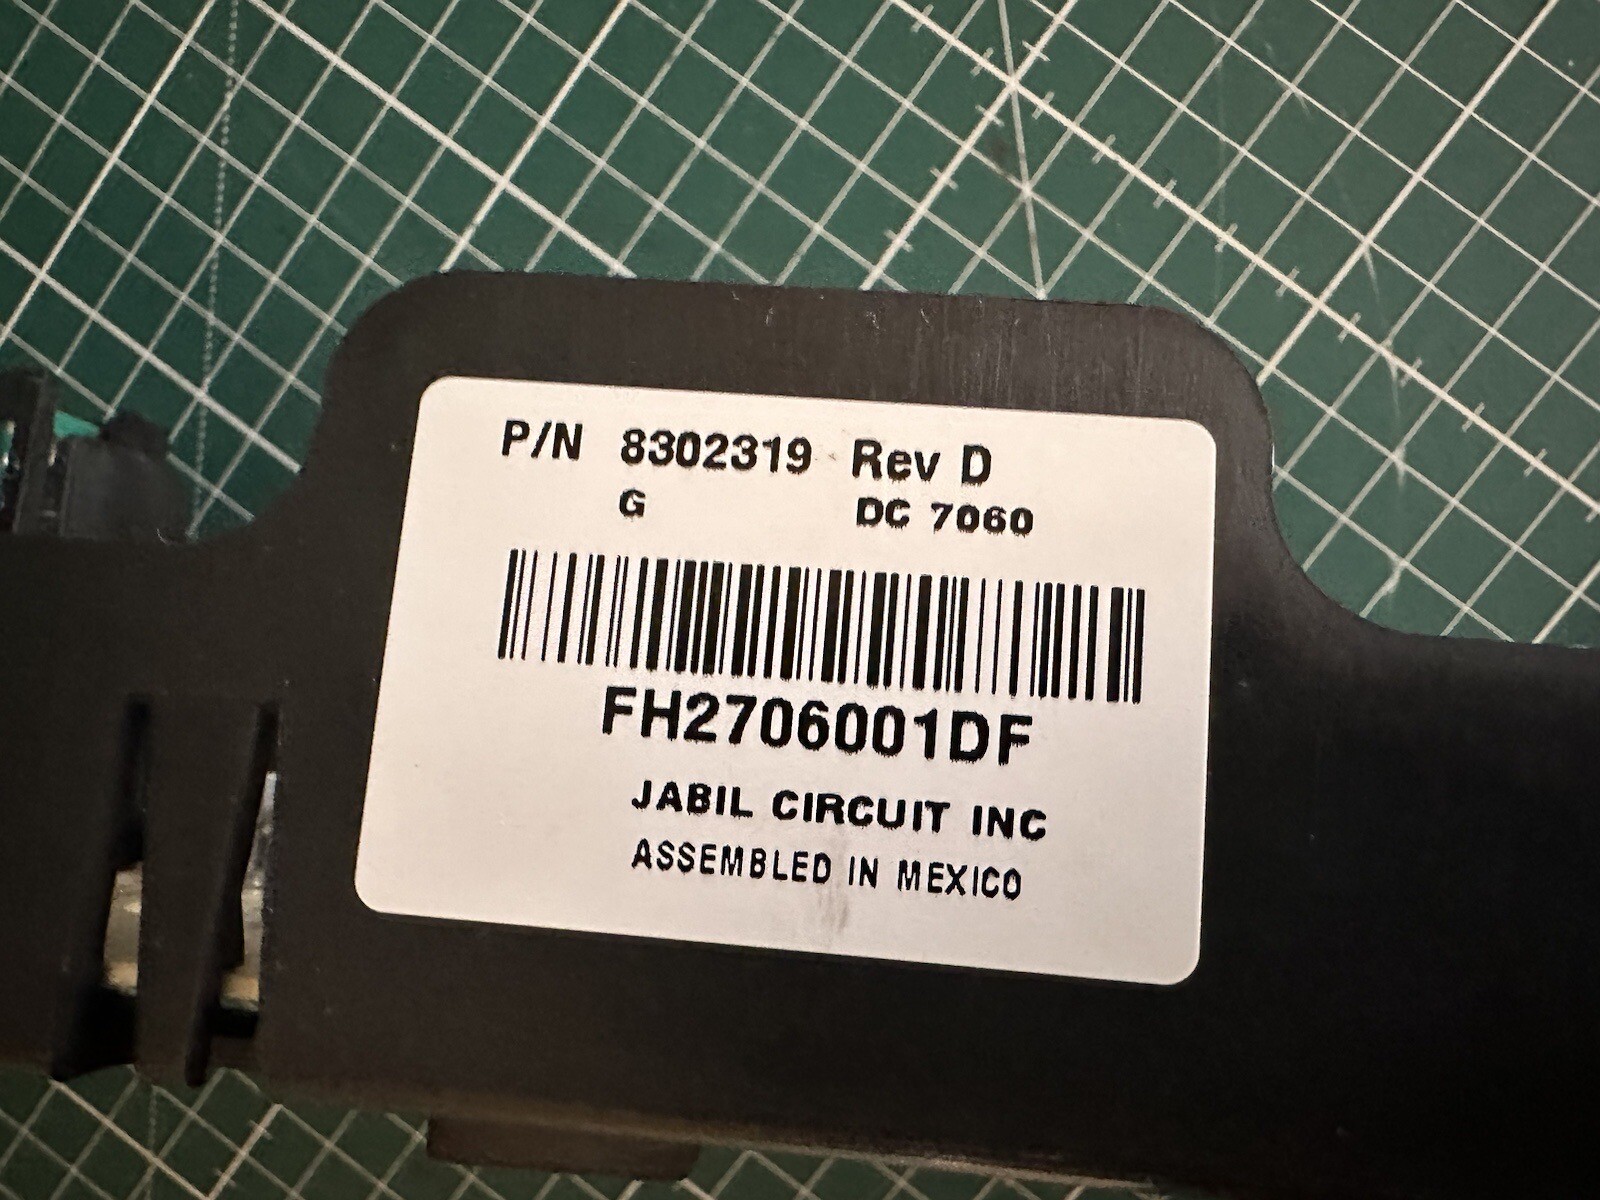 P/N 8302319 Rev D
G DC 7060
FH2706001DF
JABIL CIRCUIT INC
ASSEMBLED IN MEXICO